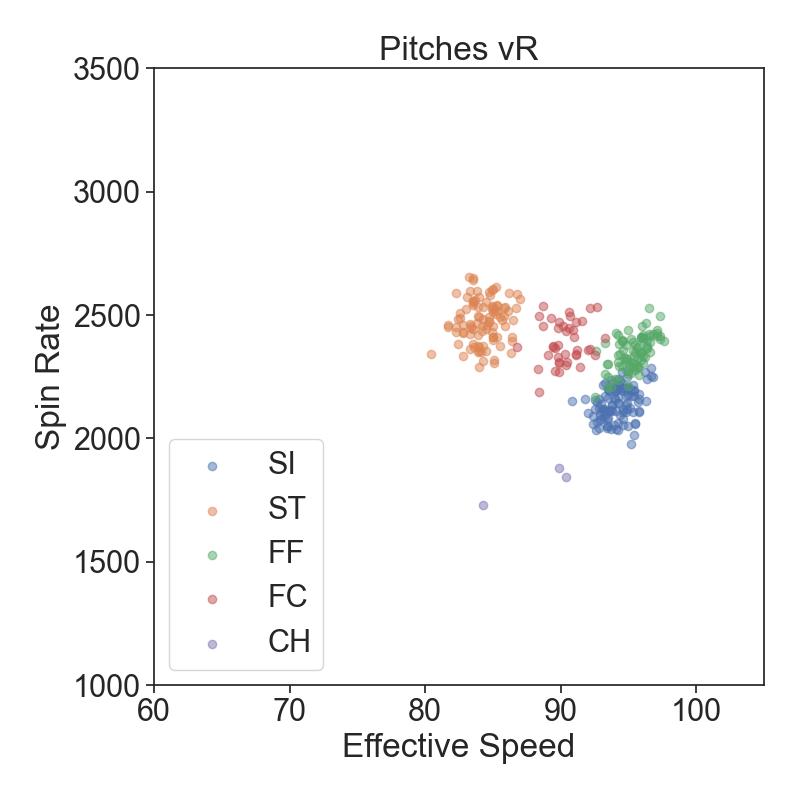 Pitches vR
3500
3000
2500
2000
1500
1000
Spin Rate
SI
ST
FF
FC
CH
60 70 80 90 100
Effective Speed